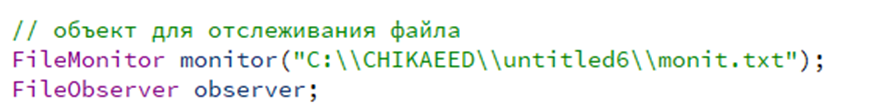 // объект для отслеживания файла
FileMonitor monitor("C:\\CHIKAEED\\untitled6\\monit.txt");
FileObserver observer;